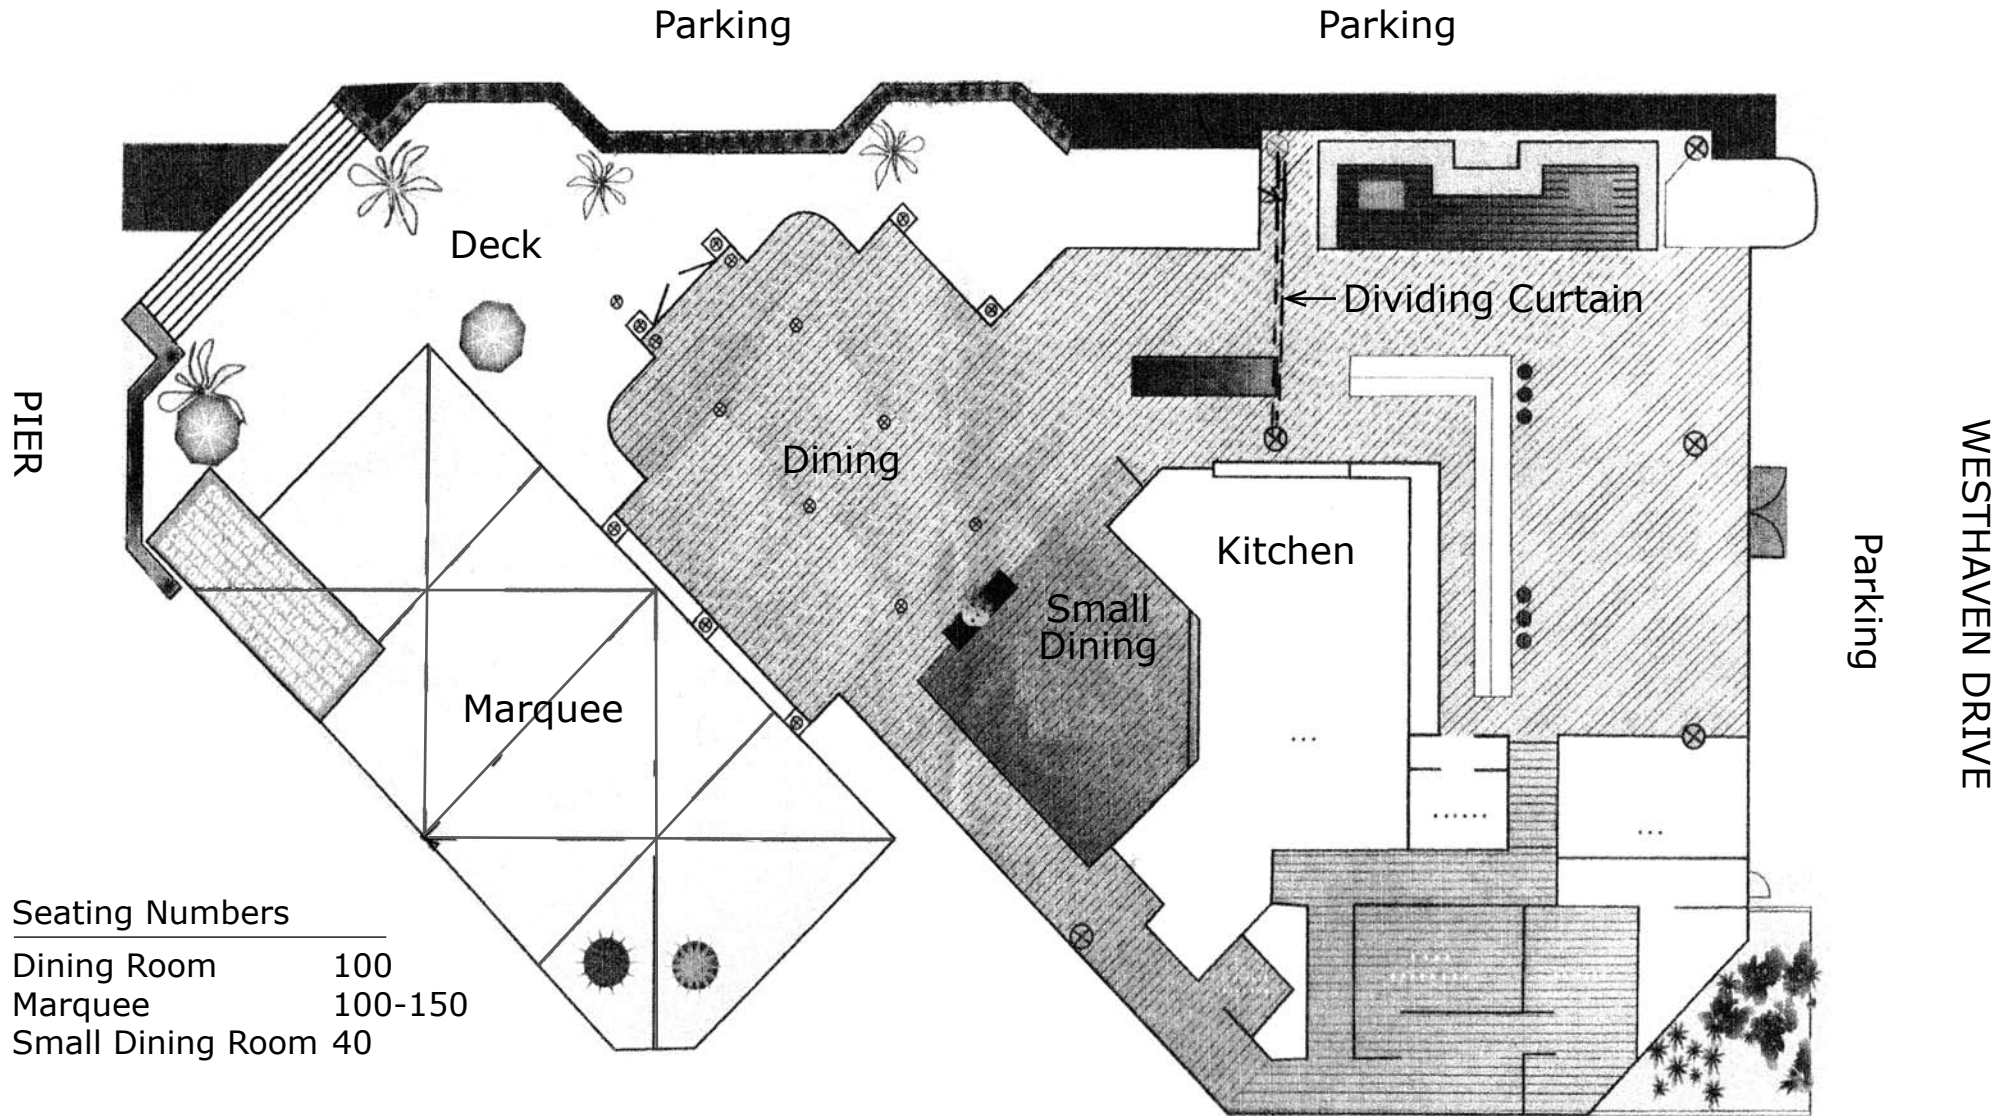 Parking
Parking
Deck
Dividing Curtain
PIER
Dining
WESTHAVEN DRIVE
Kitchen
Parking
Small
Dining
Marquee
Seating Numbers
Dining Room 100
Marquee 100-150
Small Dining Room 40